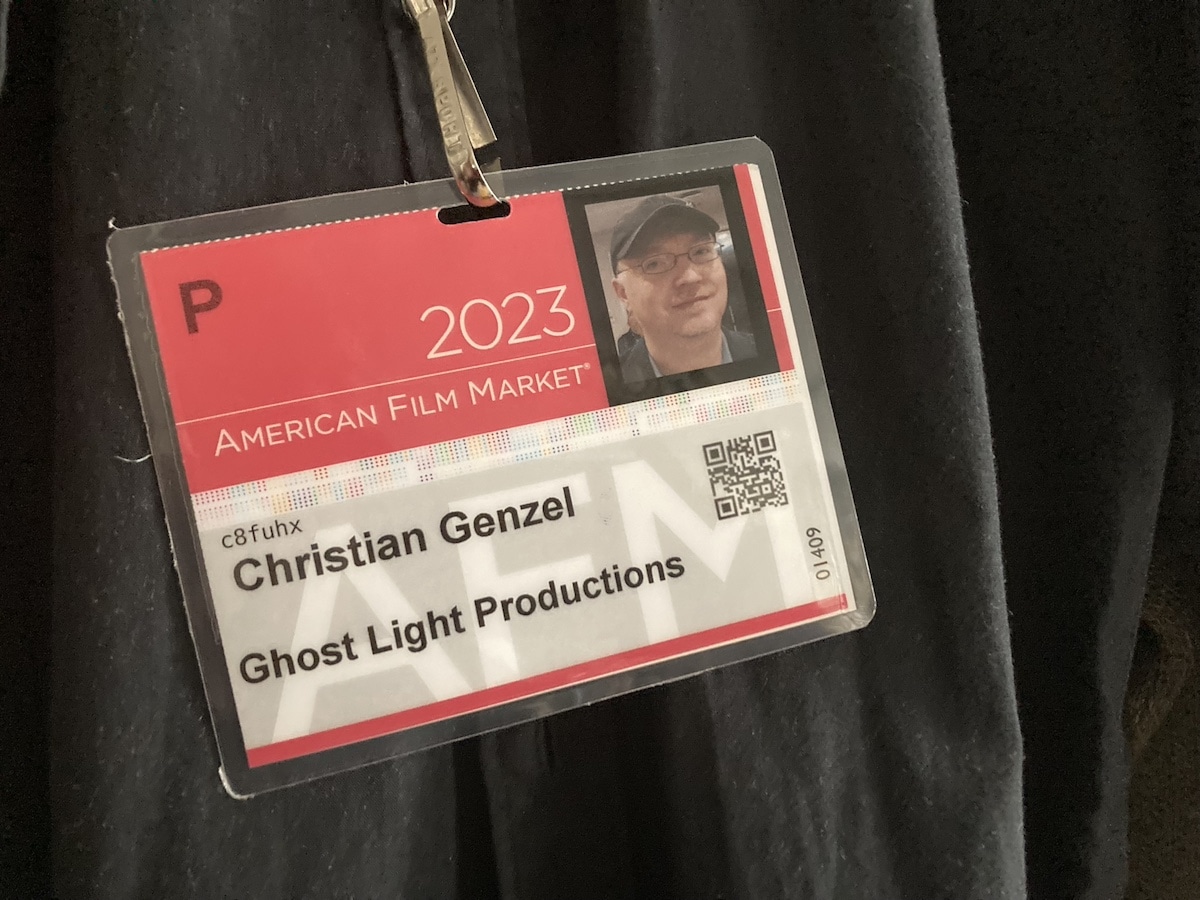 P
2023
AMERICAN FILM MARKET®
c8fuhx
Christian Genzel
Ghost Light Productions
AFM
01409